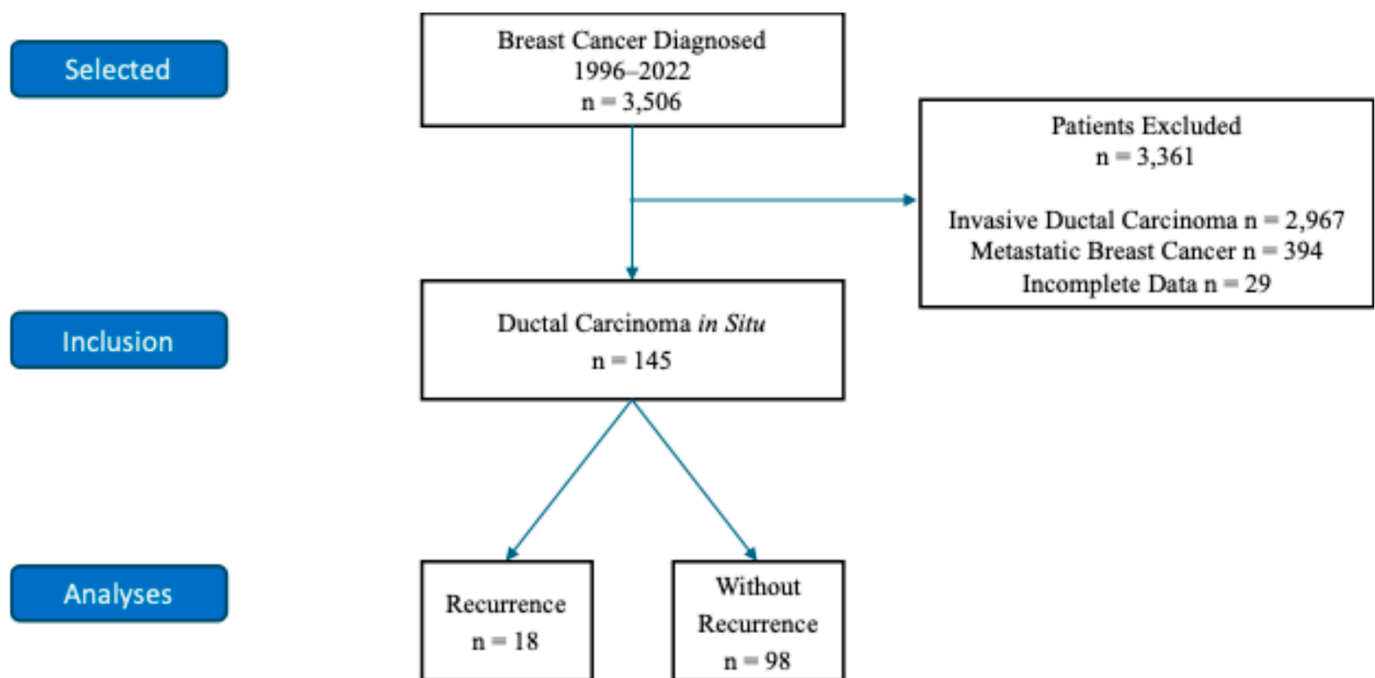 Selected
Breast Cancer Diagnosed
1996–2022
n = 3,506
Patients Excluded
n = 3,361
Invasive Ductal Carcinoma n = 2,967
Metastatic Breast Cancer n = 394
Incomplete Data n = 29
Inclusion
Ductal Carcinoma in Situ
n = 145
Analyses
Recurrence
n = 18
Without
Recurrence
n = 98